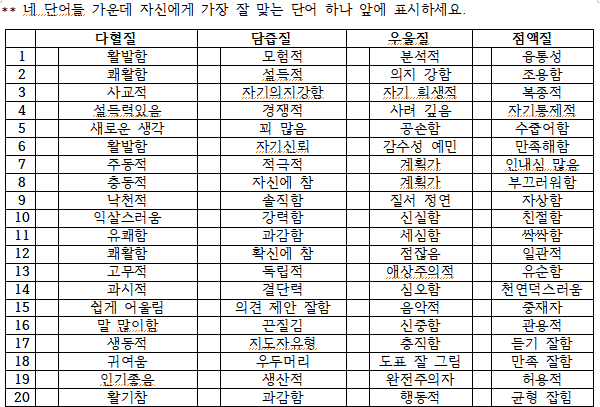 ** 네 단어들 가운데 자신에게 가장 잘 맞는 단어 하나 앞에 표시하세요.
다혈질 담즙질 우울질 점액질
1 활발함 모험적 분석적 융통성
2 쾌활함 설득적 의지 강함 조용함
3 사교적 자기의지강함 자기 희생적 복종적
4 설득력있음 경쟁적 사려 깊음 자기통제적
5 새로운 생각 꾀 많음 공손함 수줍어함
6 활발함 자기신뢰 감수성 예민 만족해함
7 주동적 적극적 계획가 인내심 많음
8 충동적 자신에 참 계획가 부끄러워함
9 낙천적 솔직함 질서 정연 자상함
10 익살스러움 강력함 신실함 친절함
11 유쾌함 과감함 세심함 싹싹함
12 쾌활함 확신에 참 점잖음 일관적
13 고무적 독립적 애상주의적 유순함
14 과시적 결단력 심오함 천연덕스러움
15 쉽게 어울림 의견 제안 잘함 음악적 중재자
16 말 많이함 끈질김 신중함 관용적
17 생동적 지도자유형 충직함 듣기 잘함
18 귀여움 우두머리 도표 잘 그림 만족 잘함
19 인기좋음 생산적 완전주의자 허용적
20 활기참 과감함 행동적 균형 잡힘